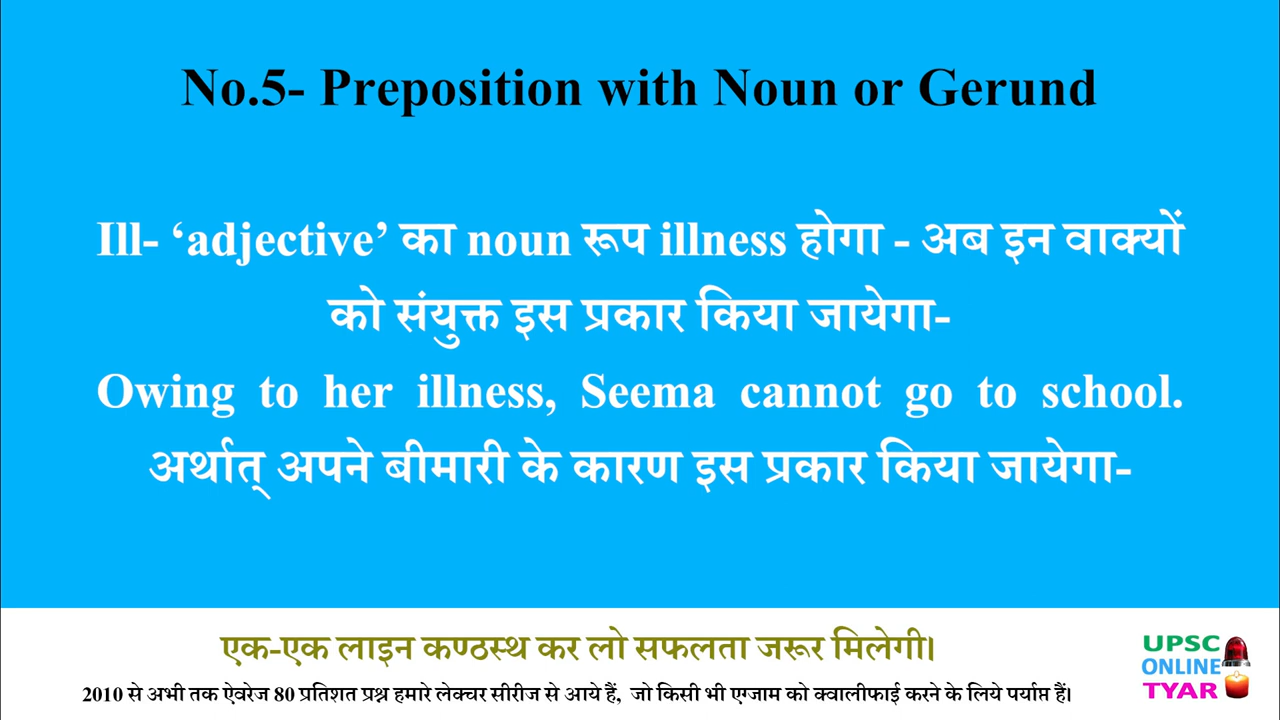 No.5- Preposition with Noun or Gerund
Ill- ‘adjective’ का noun रूप illness होगा - अब इन वाक्यों
को संयुक्त इस प्रकार किया जायेगा-
Owing to her illness, Seema cannot go to school.
अर्थात् अपने बीमारी के कारण इस प्रकार किया जायेगा-
एक-एक लाइन कण्ठस्थ कर लो सफलता जरूर मिलेगी।
2010 से अभी तक ऐवरेज 80 प्रतिशत प्रश्न हमारे लेक्चर सीरीज से आये हैं, जो किसी भी एग्जाम को क्वालीफाई करने के लिये पर्याप्त हैं।
UPSC
ONLINE
TYAR